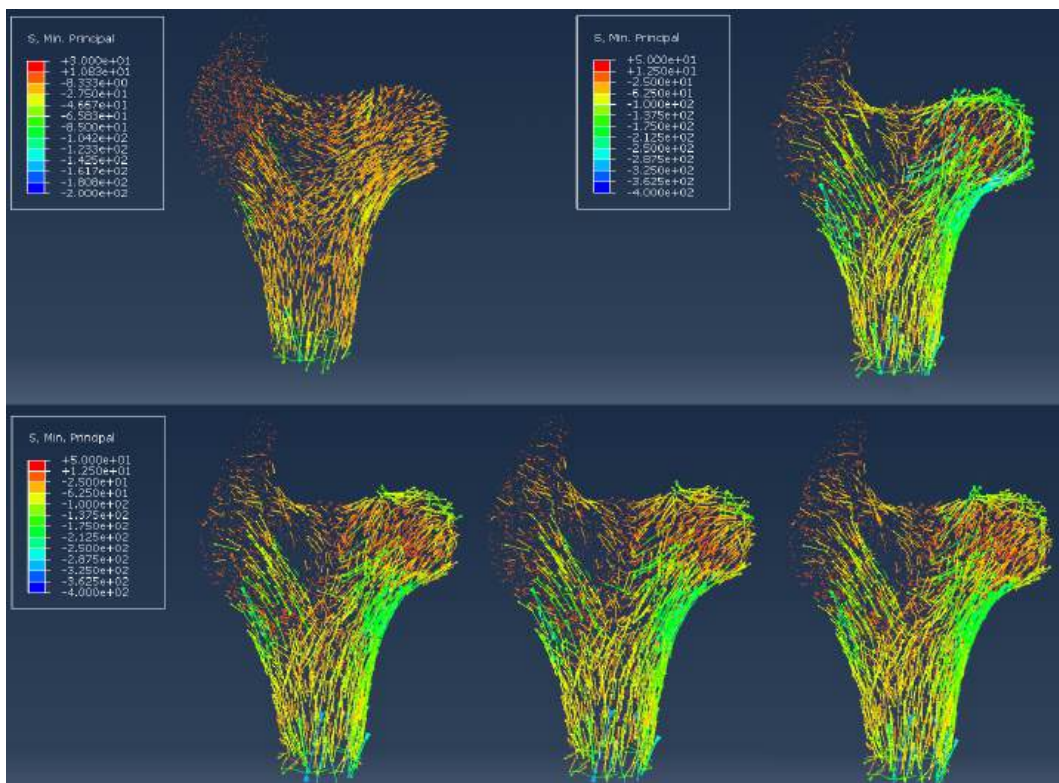 S, Min. Principal
+3.000e+01
+1.083e+01
-8.333e+00
-2.750e+01
-4.667e+01
-6.583e+01
-8.500e+01
-1.042e+02
-1.233e+02
-1.425e+02
-1.617e+02
-1.808e+02
-2.000e+02
S, Min. Principal
+5.000e+01
+1.250e+01
-2.500e+01
-6.250e+01
-1.000e+02
-1.375e+02
-1.750e+02
-2.125e+02
-2.500e+02
-2.875e+02
-3.250e+02
-3.625e+02
-4.000e+02
S, Min. Principal
+5.000e+01
+1.250e+01
-2.500e+01
-6.250e+01
-1.000e+02
-1.375e+02
-1.750e+02
-2.125e+02
-2.500e+02
-2.875e+02
-3.250e+02
-3.625e+02
-4.000e+02